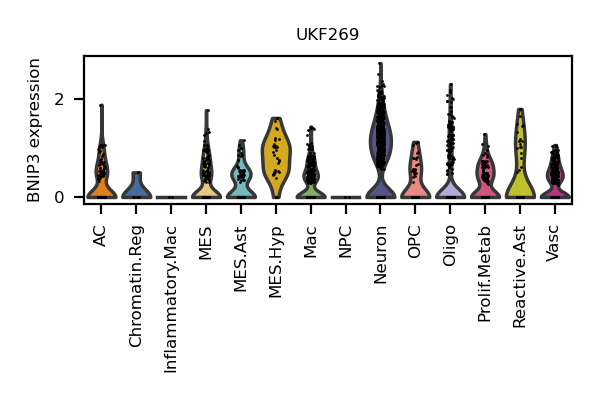 UKF269
BNIP3 expression
2
0
AC
Chromatin.Reg
Inflammatory.Mac
MES
MES.Ast
MES.Hyp
Mac
NPC
Neuron
OPC
Oligo
Prolif.Metab
Reactive.Ast
Vasc